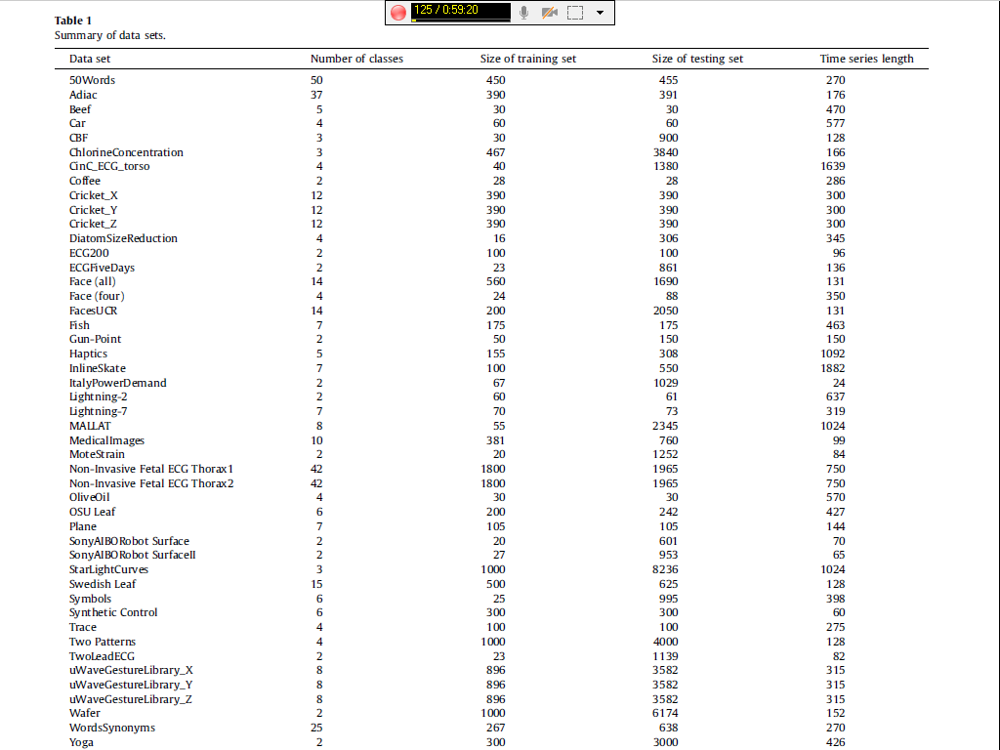 125 / 0:59:20
Table 1
Summary of data sets.
Data set Number of classes Size of training set Size of testing set Time series length
50Words 50 450 455 270
Adiac 37 390 391 176
Beef 5 30 30 470
Car 4 60 60 577
CBF 3 30 900 128
ChlorineConcentration 3 467 3840 166
CinC_ECG_torso 4 40 1380 1639
Coffee 2 28 28 286
Cricket_X 12 390 390 300
Cricket_Y 12 390 390 300
Cricket_Z 12 390 390 300
DiatomSizeReduction 4 16 306 345
ECG200 2 100 100 96
ECGFiveDays 2 23 861 136
Face (all) 14 560 1690 131
Face (four) 4 24 88 350
FacesUCR 14 200 2050 131
Fish 7 175 175 463
Gun-Point 2 50 150 150
Haptics 5 155 308 1092
InlineSkate 7 100 550 1882
ItalyPowerDemand 2 67 1029 24
Lightning-2 2 60 61 637
Lightning-7 7 70 73 319
MALLAT 8 55 2345 1024
MedicalImages 10 381 760 99
MoteStrain 2 20 1252 84
Non-Invasive Fetal ECG Thorax1 42 1800 1965 750
Non-Invasive Fetal ECG Thorax2 42 1800 1965 750
OliveOil 4 30 30 570
OSU Leaf 6 200 242 427
Plane 7 105 105 144
SonyAIBORobot Surface 2 20 601 70
SonyAIBORobot SurfaceII 2 27 953 65
StarLightCurves 3 1000 8236 1024
Swedish Leaf 15 500 625 128
Symbols 6 25 995 398
Synthetic Control 6 300 300 60
Trace 4 100 100 275
Two Patterns 4 1000 4000 128
TwoLeadECG 2 23 1139 82
uWaveGestureLibrary_X 8 896 3582 315
uWaveGestureLibrary_Y 8 896 3582 315
uWaveGestureLibrary_Z 8 896 3582 315
Wafer 2 1000 6174 152
WordsSynonyms 25 267 638 270
Yoga 2 300 3000 426